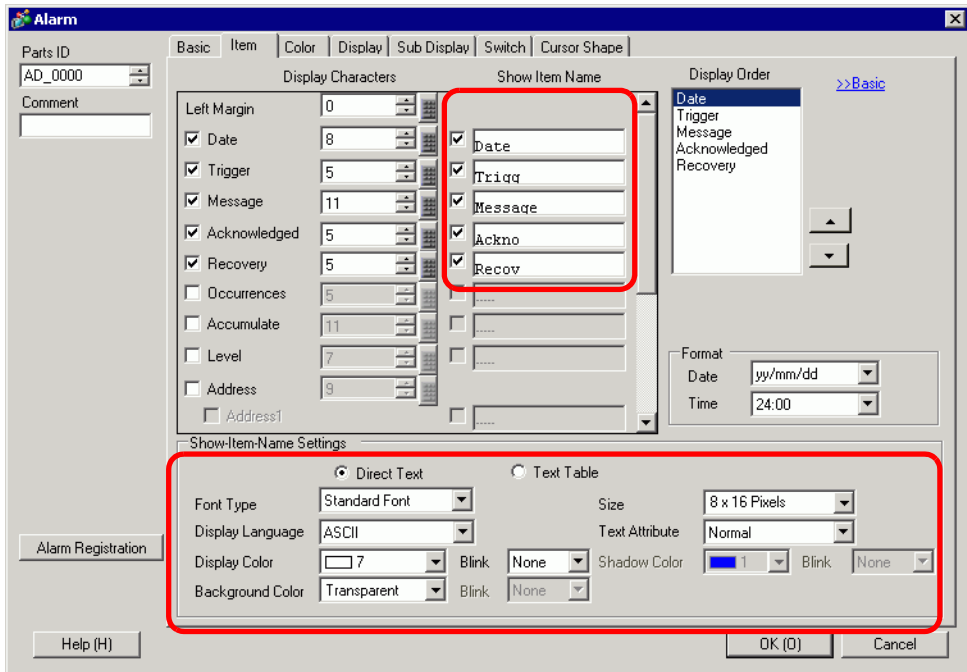 Alarm
Parts ID
AD_0000
Comment
Basic Item Color Display Sub Display Switch Cursor Shape
Display Characters Show Item Name Display Order >>Basic
Left Margin 0
Date 8 Date
Trigger 5 Trigg
Message 11 Message
Acknowledged 5 Ackno
Recovery 5 Recov
Occurrences 5 .....
Accumulate 11 .....
Level 7 .....
Address 9
Address1 .....
Date
Trigger
Message
Acknowledged
Recovery
Format
Date yy/mm/dd
Time 24:00
Show-Item-Name Settings
Direct Text Text Table
Font Type Standard Font Size 8 x 16 Pixels
Display Language ASCII Text Attribute Normal
Display Color 7 Blink None Shadow Color 1 Blink None
Background Color Transparent Blink None
Alarm Registration
Help (H) OK (O) Cancel